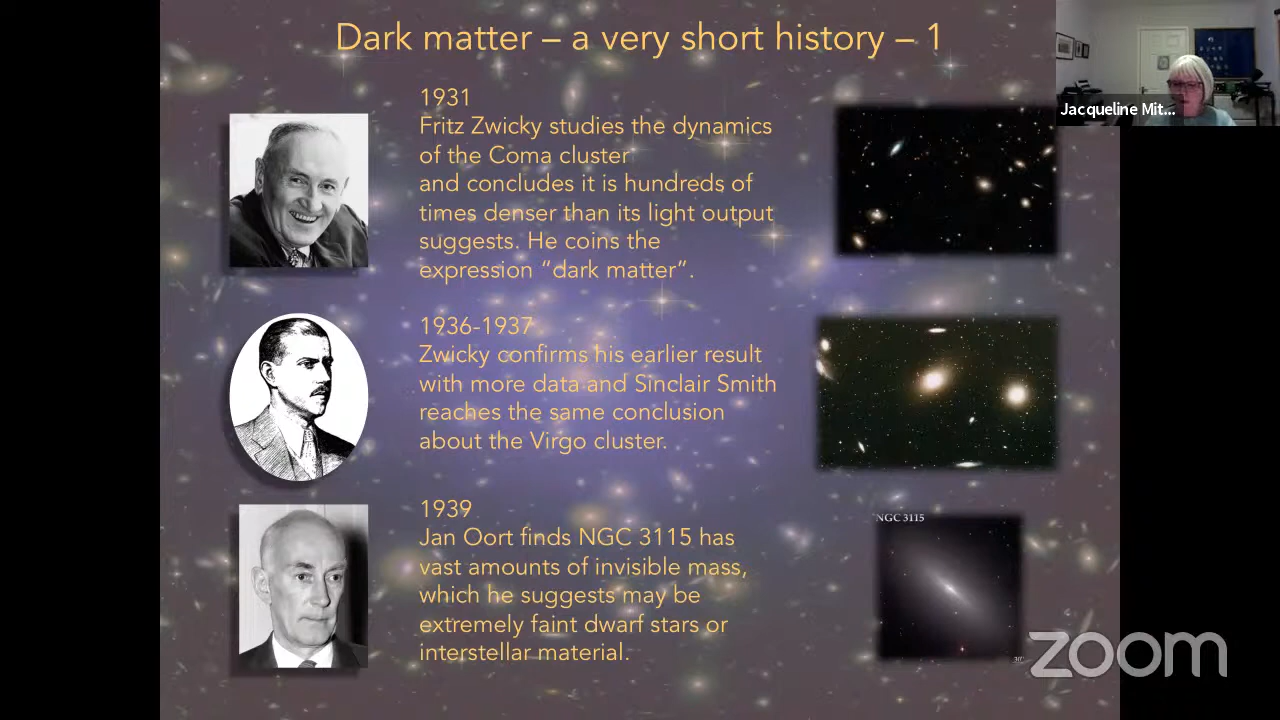 Dark matter – a very short history – 1
Jacqueline Mit...
1931
Fritz Zwicky studies the dynamics
of the Coma cluster
and concludes it is hundreds of
times denser than its light output
suggests. He coins the
expression “dark matter”.
1936-1937
Zwicky confirms his earlier result
with more data and Sinclair Smith
reaches the same conclusion
about the Virgo cluster.
1939
Jan Oort finds NGC 3115 has
vast amounts of invisible mass,
which he suggests may be
extremely faint dwarf stars or
interstellar material.
NGC 3115
zoom